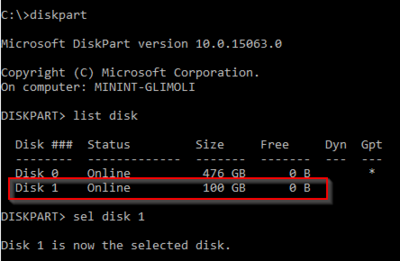 C:\>diskpart
Microsoft DiskPart version 10.0.15063.0
Copyright (C) Microsoft Corporation.
On computer: MININT-GLIMOLI
DISKPART> list disk
Disk ###  Status         Size     Free     Dyn  Gpt
--------  -------------  -------  -------  ---  ---
Disk 0    Online          476 GB      0 B        *
Disk 1    Online          100 GB      0 B
DISKPART> sel disk 1
Disk 1 is now the selected disk.